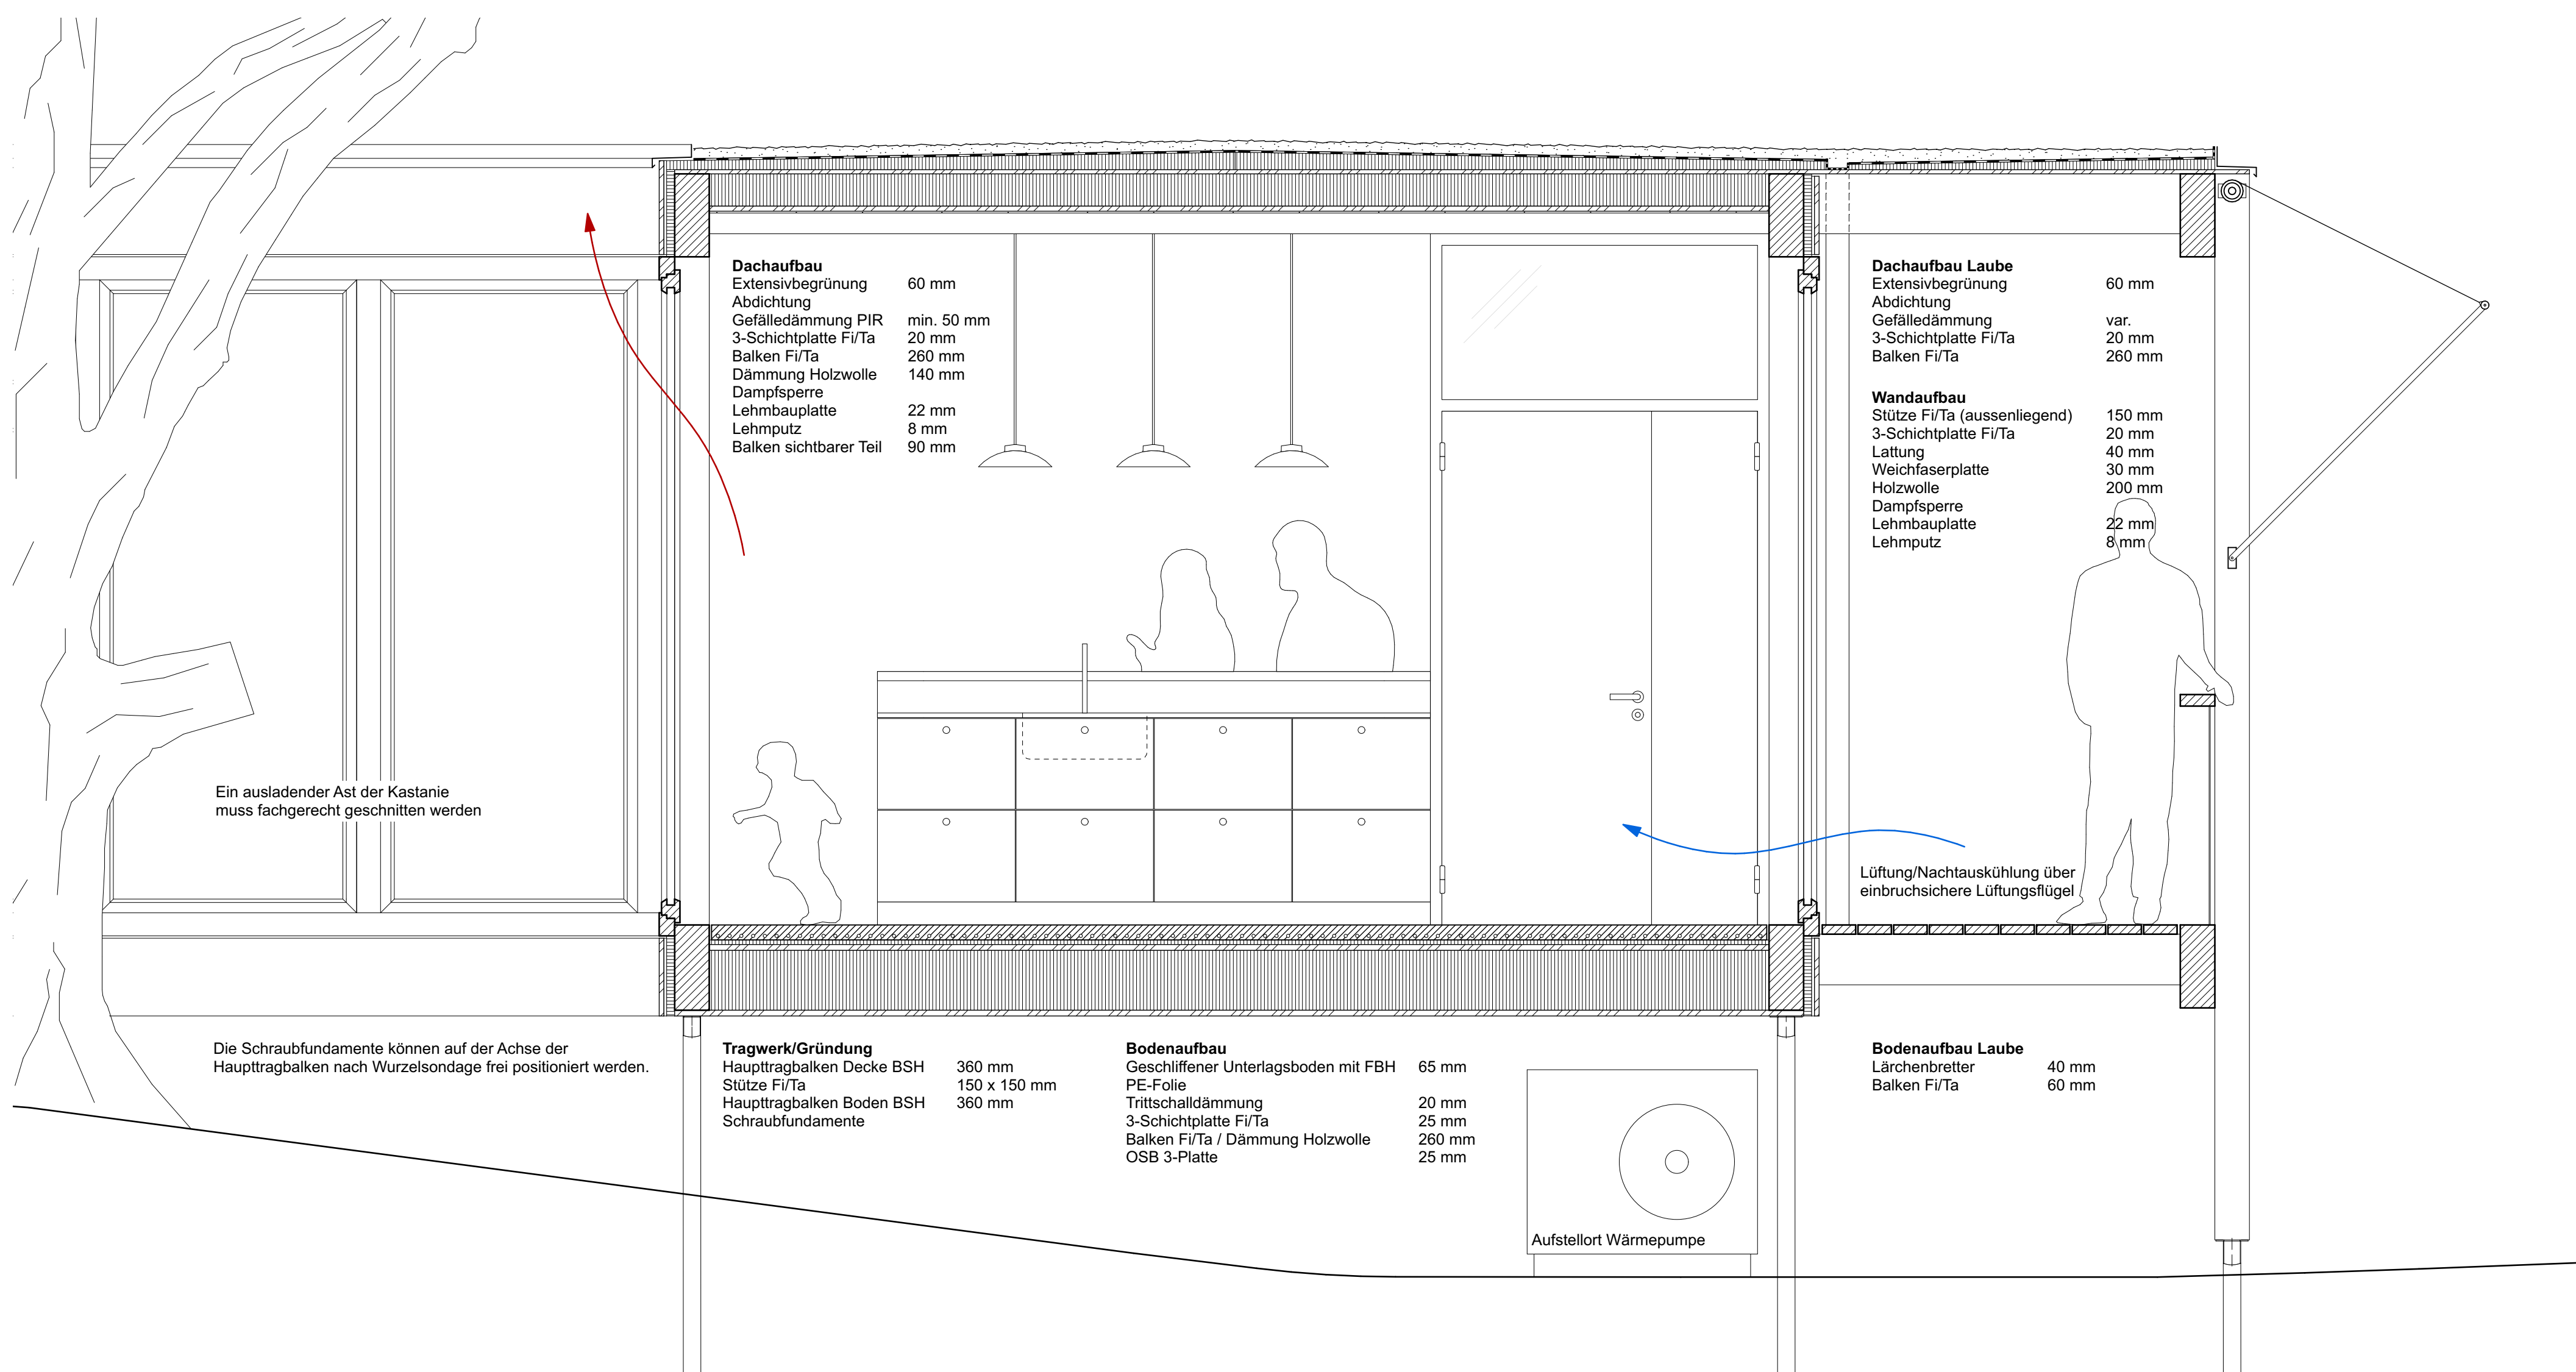 Dachaufbau
Extensivbegrünung 60 mm
Abdichtung
Gefälledämmung PIR min. 50 mm
3-Schichtplatte Fi/Ta 20 mm
Balken Fi/Ta 260 mm
Dämmung Holzwolle 140 mm
Dampfsperre
Lehmbauplatte 22 mm
Lehmputz 8 mm
Balken sichtbarer Teil 90 mm
Dachaufbau Laube
Extensivbegrünung 60 mm
Abdichtung
Gefälledämmung var.
3-Schichtplatte Fi/Ta 20 mm
Balken Fi/Ta 260 mm
Wandaufbau
Stütze Fi/Ta (aussenliegend) 150 mm
3-Schichtplatte Fi/Ta 20 mm
Lattung 40 mm
Weichfaserplatte 30 mm
Holzwolle 200 mm
Dampfsperre
Lehmbauplatte 22 mm
Lehmputz 8 mm
Ein ausladender Ast der Kastanie
muss fachgerecht geschnitten werden
Lüftung/Nachtauskühlung über
einbruchsichere Lüftungsflügel
Die Schraubfundamente können auf der Achse der
Haupttragbalken nach Wurzelsondage frei positioniert werden.
Tragwerk/Gründung
Haupttragbalken Decke BSH 360 mm
Stütze Fi/Ta 150 x 150 mm
Haupttragbalken Boden BSH 360 mm
Schraubfundamente
Bodenaufbau
Geschliffener Unterlagsboden mit FBH 65 mm
PE-Folie
Trittschalldämmung 20 mm
3-Schichtplatte Fi/Ta 25 mm
Balken Fi/Ta / Dämmung Holzwolle 260 mm
OSB 3-Platte 25 mm
Bodenaufbau Laube
Lärchenbretter 40 mm
Balken Fi/Ta 60 mm
Aufstellort Wärmepumpe